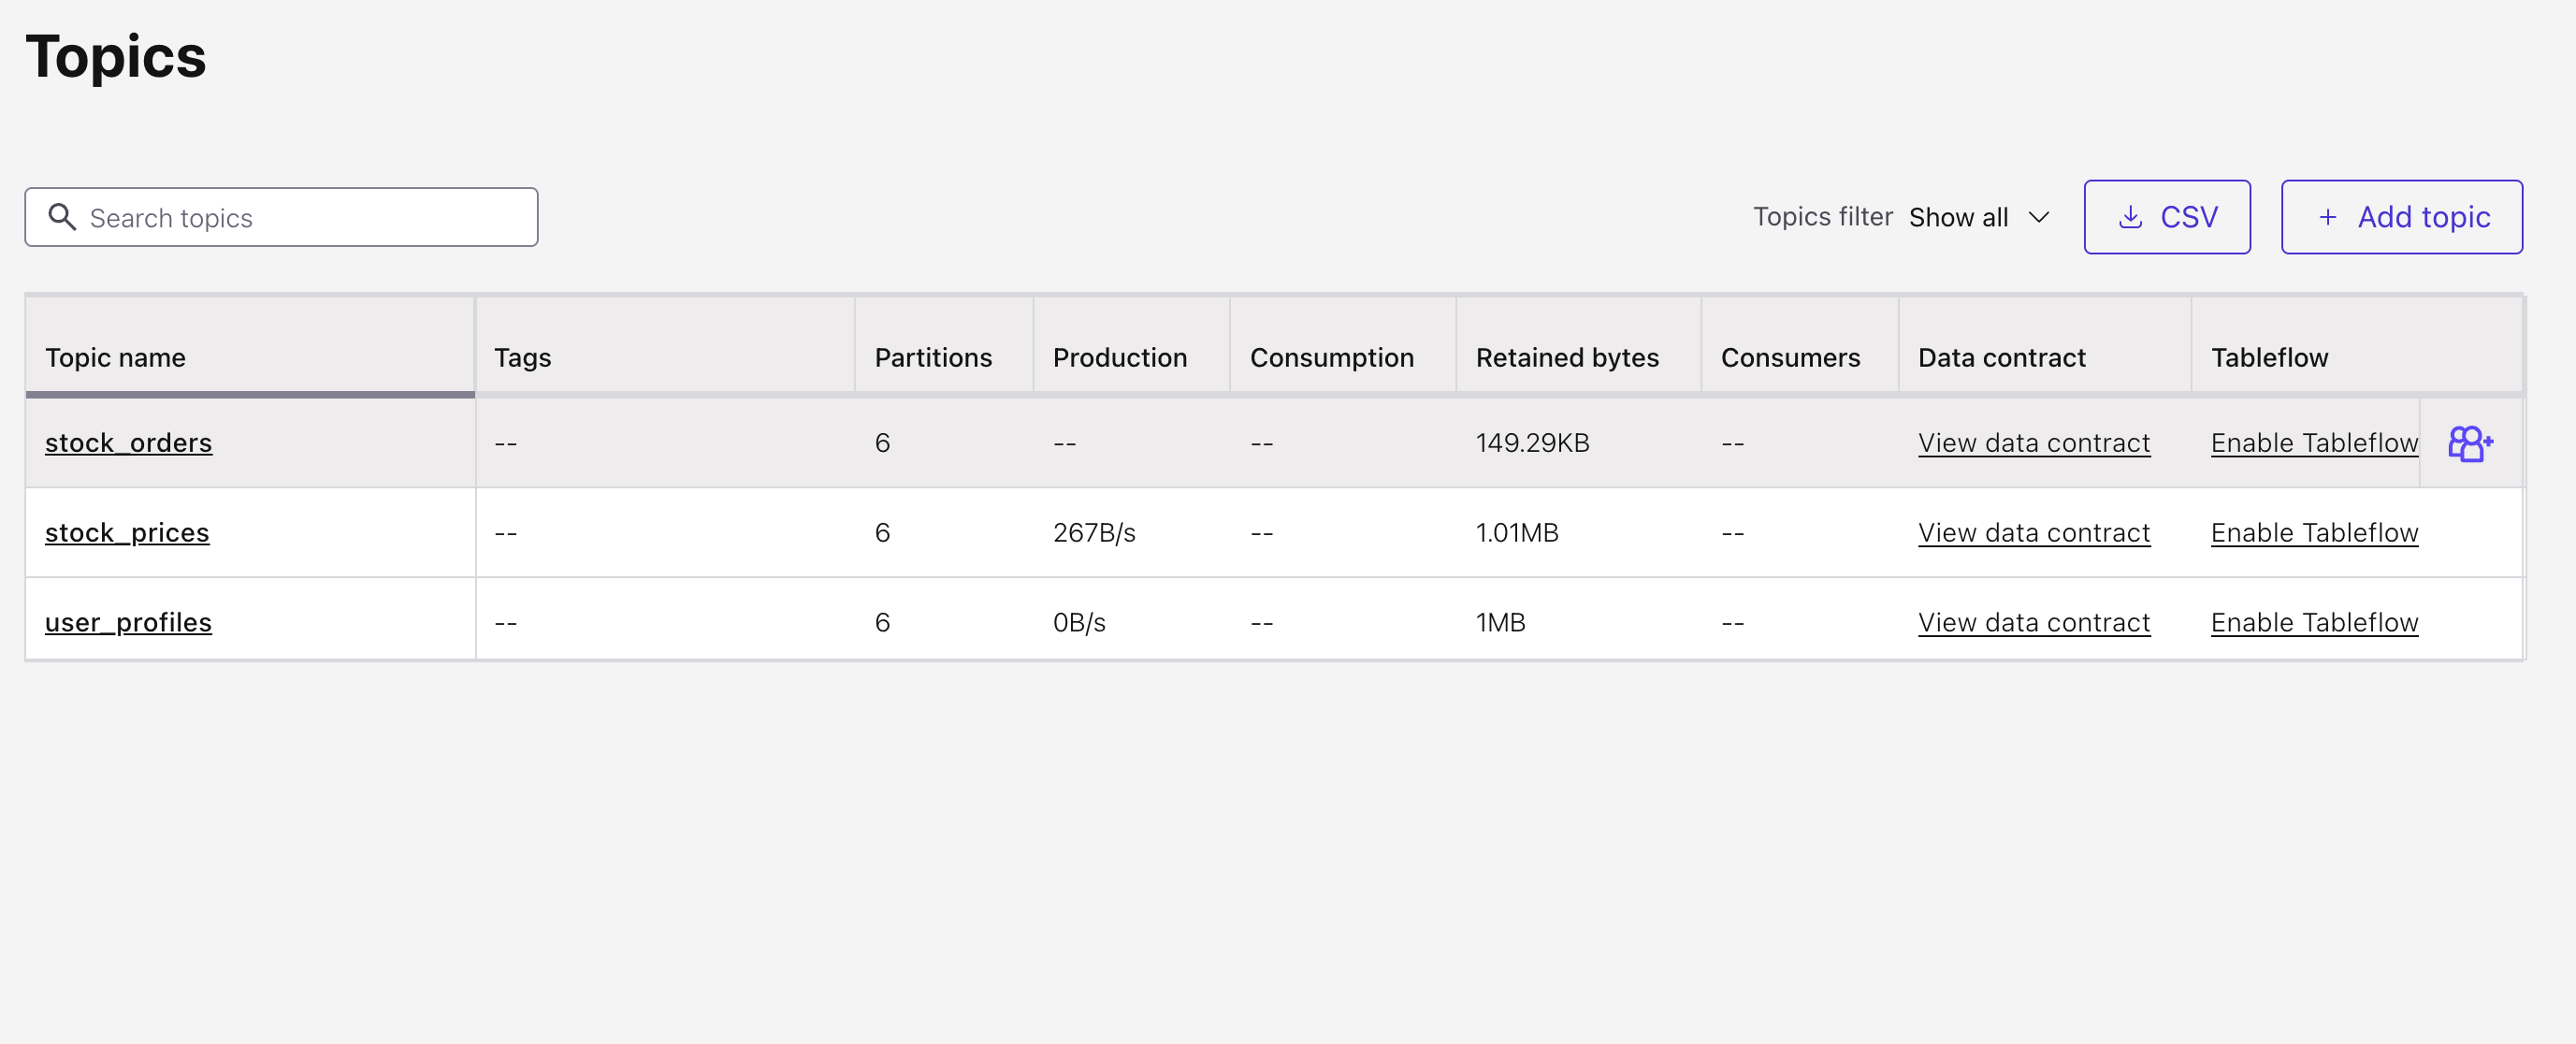 Topics
Search topics
Topics filter Show all CSV + Add topic
Topic name Tags Partitions Production Consumption Retained bytes Consumers Data contract Tableflow
stock_orders -- 6 -- -- 149.29KB -- View data contract Enable Tableflow
stock_prices -- 6 267B/s -- 1.01MB -- View data contract Enable Tableflow
user_profiles -- 6 0B/s -- 1MB -- View data contract Enable Tableflow